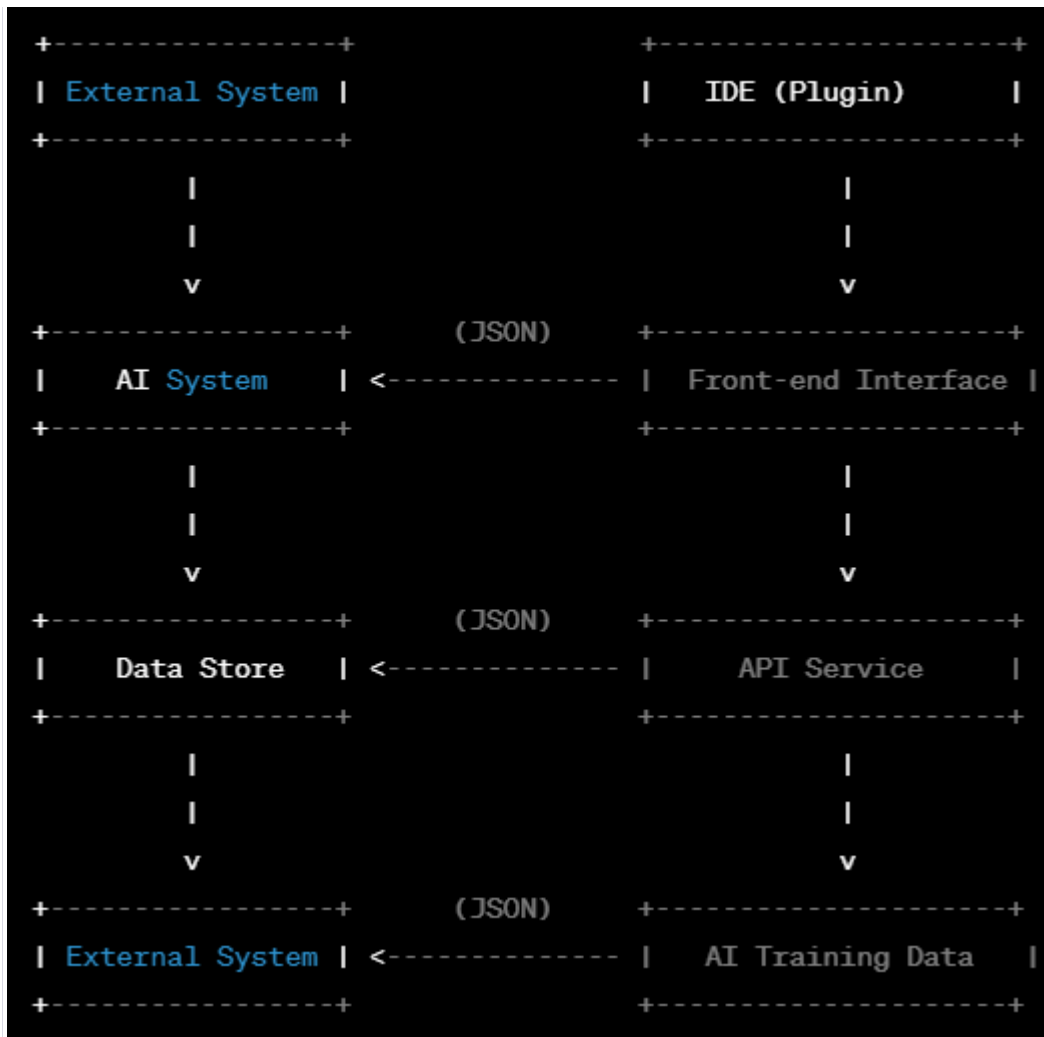 +------------------+                  +----------------------+
| External System |                  |   IDE (Plugin)      |
+------------------+                  +----------------------+
         |                                       |
         |                                       |
         v                                       v
+------------------+      (JSON)      +----------------------+
|    AI System    | <-------------- |  Front-end Interface |
+------------------+                  +----------------------+
         |                                       |
         |                                       |
         v                                       v
+------------------+      (JSON)      +----------------------+
|    Data Store   | <-------------- |     API Service     |
+------------------+                  +----------------------+
         |                                       |
         |                                       |
         v                                       v
+------------------+      (JSON)      +----------------------+
| External System | <-------------- |   AI Training Data   |
+------------------+                  +----------------------+